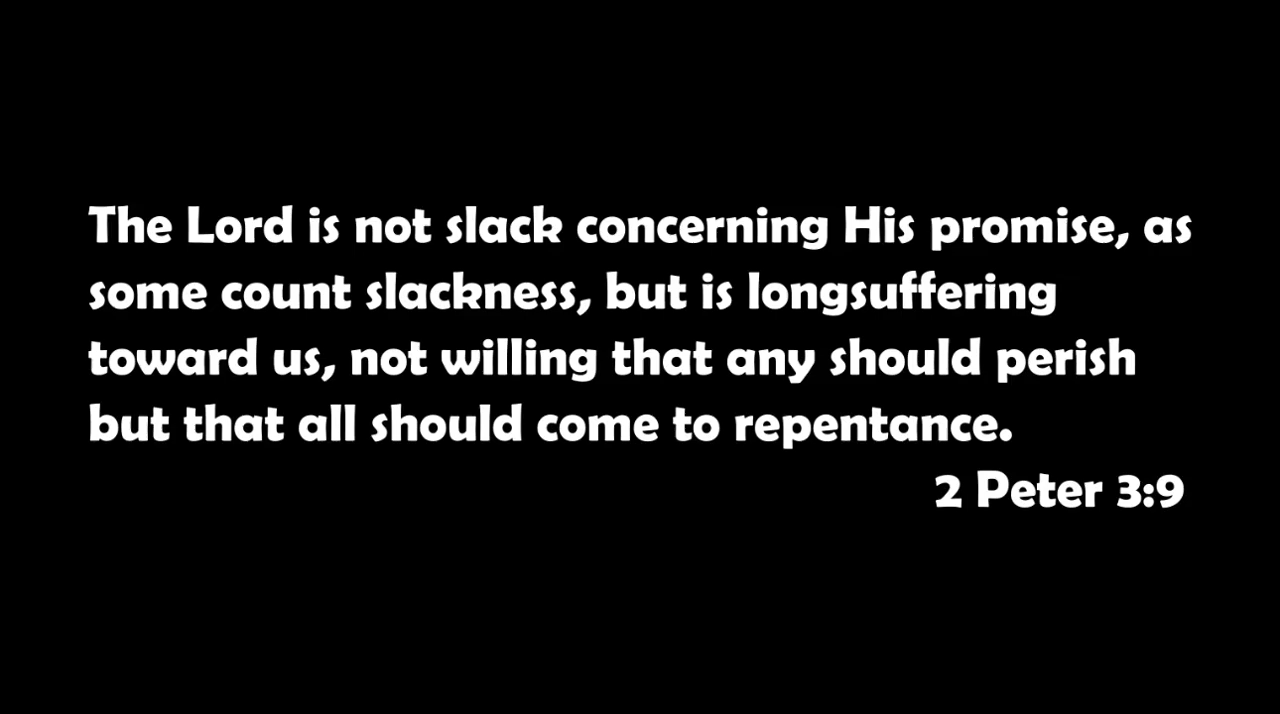 The Lord is not slack concerning His promise, as
some count slackness, but is longsuffering
toward us, not willing that any should perish
but that all should come to repentance.
2 Peter 3:9